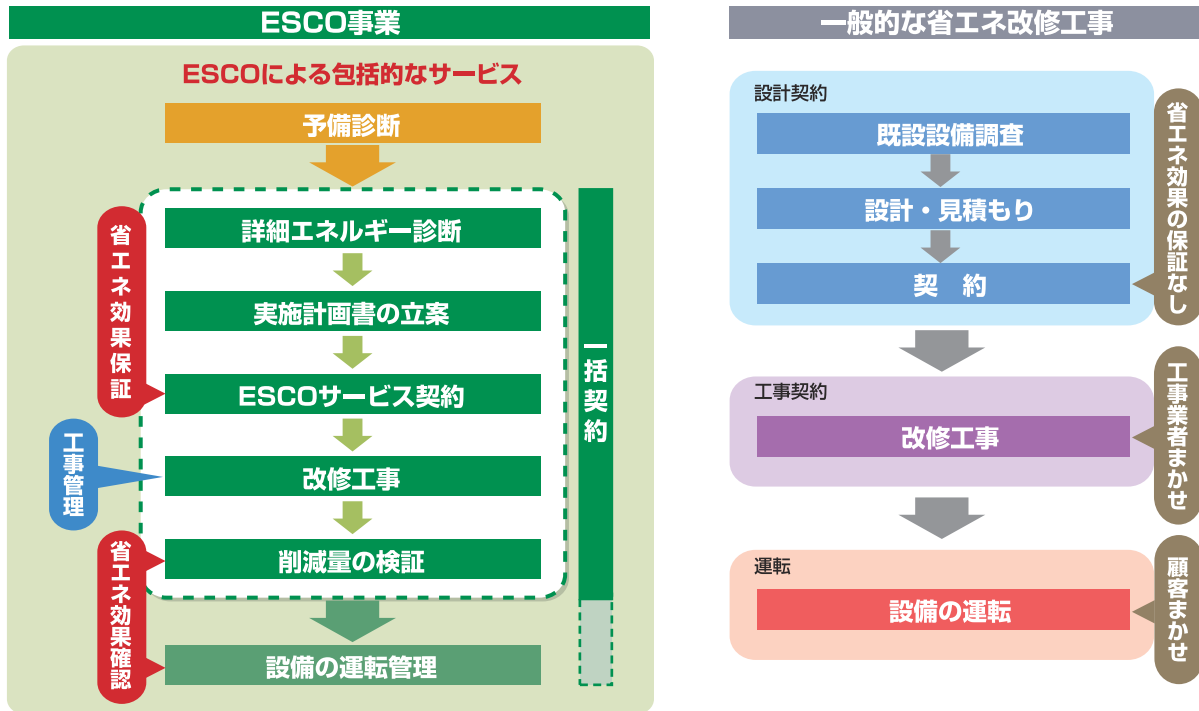 ESCO事業
ESCOによる包括的なサービス
予備診断
詳細エネルギー診断
実施計画書の立案
ESCOサービス契約
改修工事
削減量の検証
設備の運転管理
省エネ効果保証
工事管理
省エネ効果確認
一括契約
一般的な省エネ改修工事
設計契約
既設設備調査
設計・見積もり
契　約
省エネ効果の保証なし
工事契約
改修工事
工事業者まかせ
運転
設備の運転
顧客まかせ